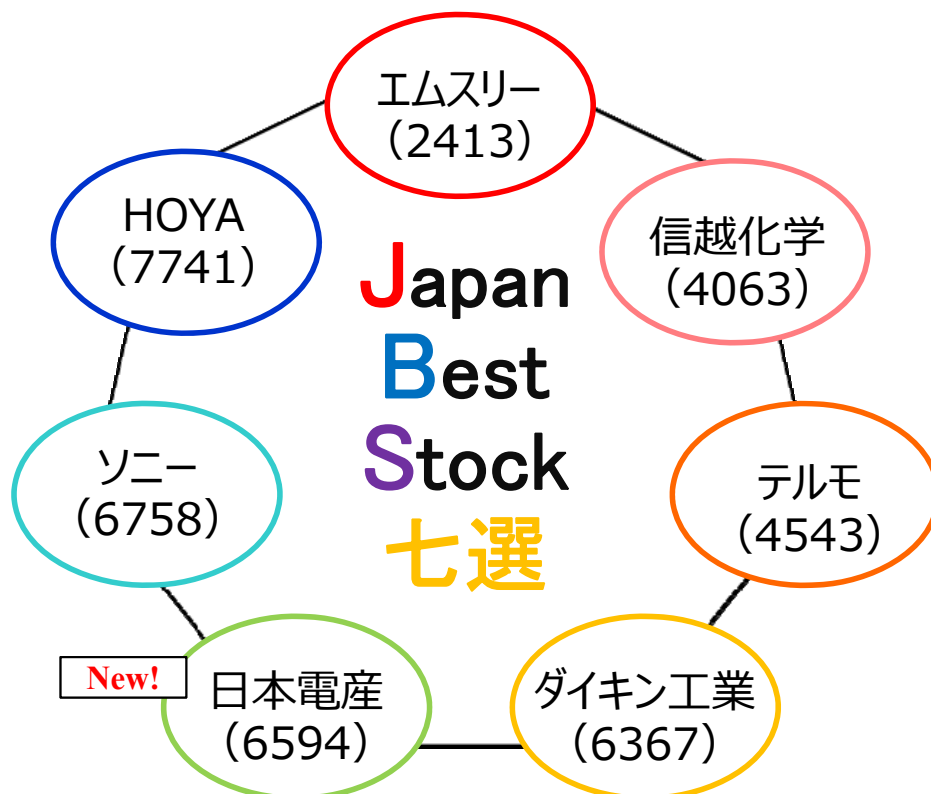 エムスリー
（2413）
HOYA
（7741）
信越化学
（4063）
Japan
Best
Stock
七選
ソニー
（6758）
テルモ
（4543）
New!
日本電産
（6594）
ダイキン工業
（6367）